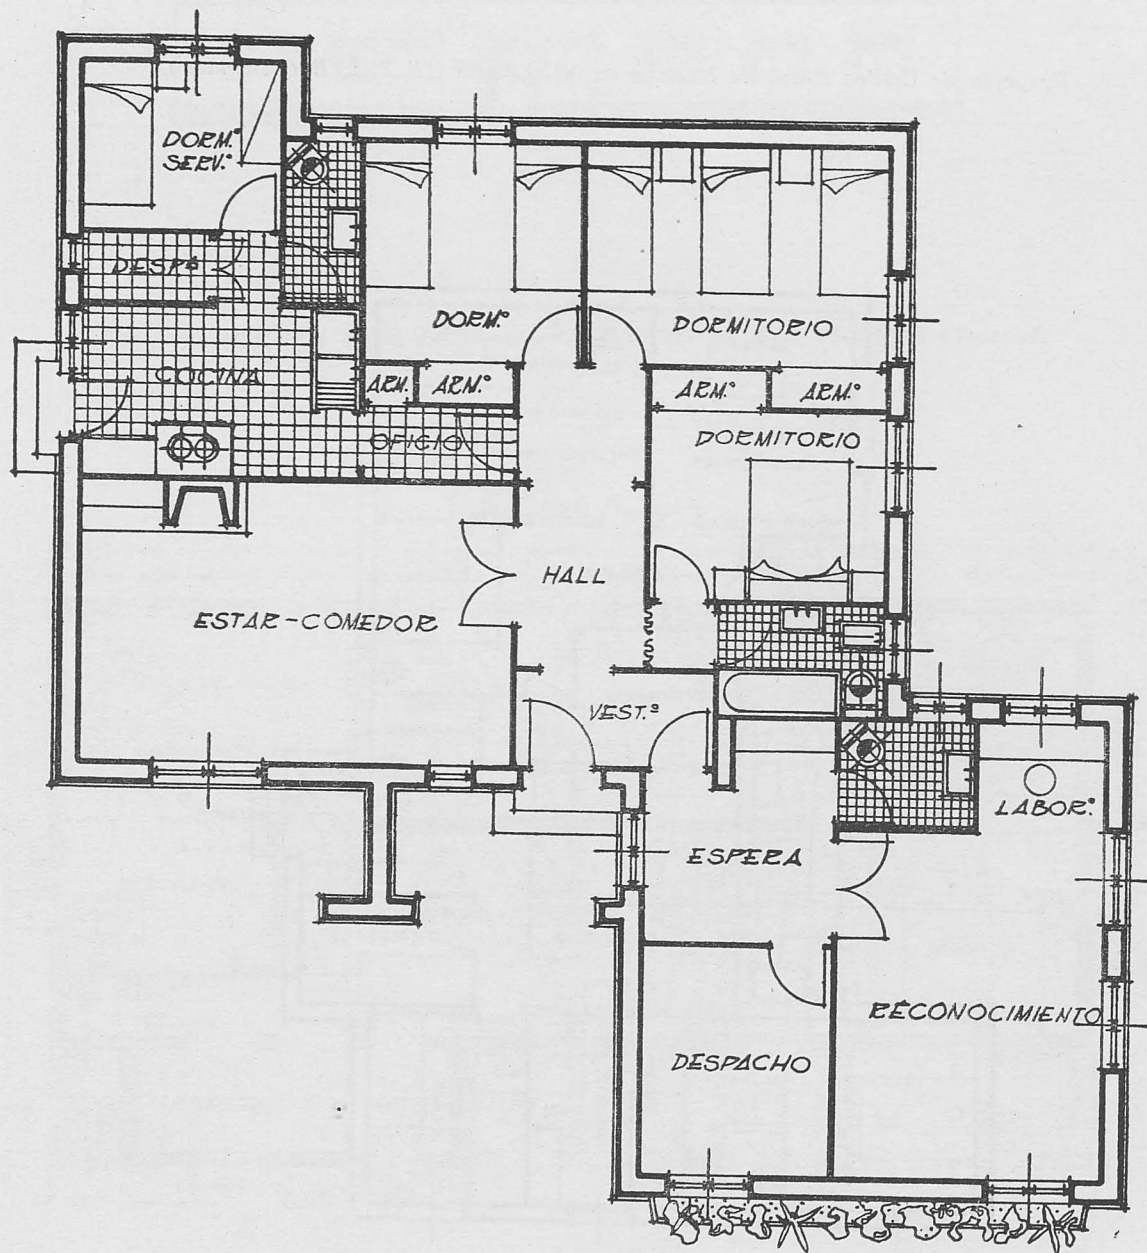 DORM.º
SERV.º
DESPª
DORM.º
DORMITORIO
COCINA
ARM.
ARM.º
ARM.º
ARM.º
OFICIO
DORMITORIO
HALL
ESTAR-COMEDOR
VEST.º
LABOR.º
ESPERA
RECONOCIMIENTO
DESPACHO